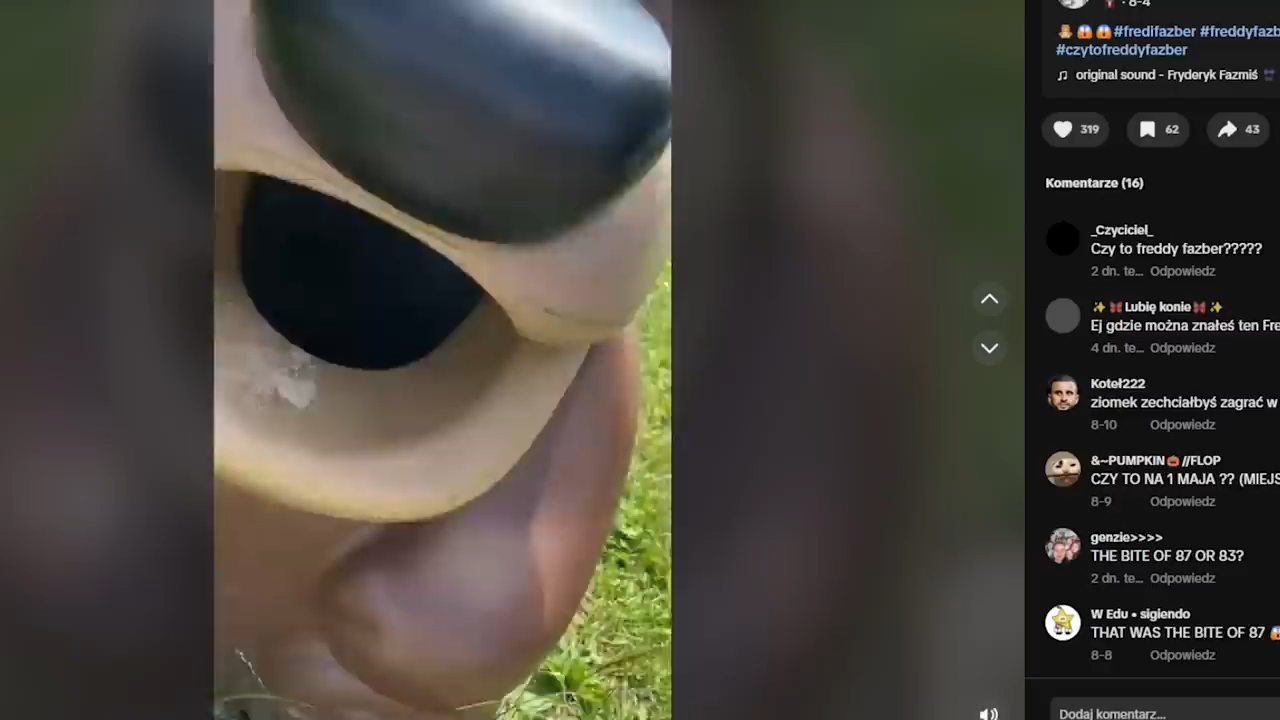 8-4
#fredifazber #freddyfazb
#czytofreddyfazber
original sound - Fryderyk Fazmiś
319
62
43
Komentarze (16)
_Czyciciel_
Czy to freddy fazber?????
2 dn. te... Odpowiedz
Lubię konie
Ej gdzie można znałeś ten Fre
4 dn. te... Odpowiedz
Koteł222
ziomek zechciałbyś zagrać w
8-10 Odpowiedz
&~PUMPKIN🎃//FLOP
CZY TO NA 1 MAJA ?? (MIEJS
8-9 Odpowiedz
genzie>>>>
THE BITE OF 87 OR 83?
2 dn. te... Odpowiedz
W Edu • sigiendo
THAT WAS THE BITE OF 87
8-8 Odpowiedz
Dodaj komentarz...